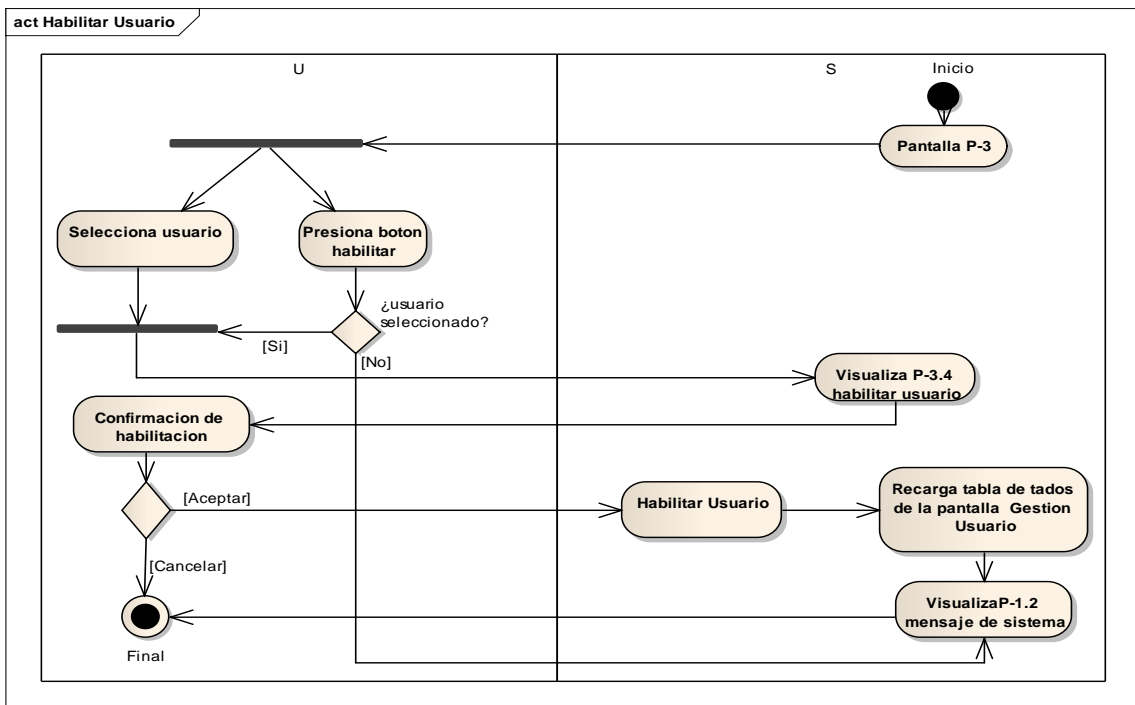 act Habilitar Usuario
U
S
Inicio
Pantalla P-3
Selecciona usuario
Presiona boton
habilitar
¿usuario
seleccionado?
[Si]
[No]
Visualiza P-3.4
habilitar usuario
Confirmacion de
habilitacion
[Aceptar]
Habilitar Usuario
Recarga tabla de tados
de la pantalla Gestion
Usuario
[Cancelar]
VisualizaP-1.2
mensaje de sistema
Final